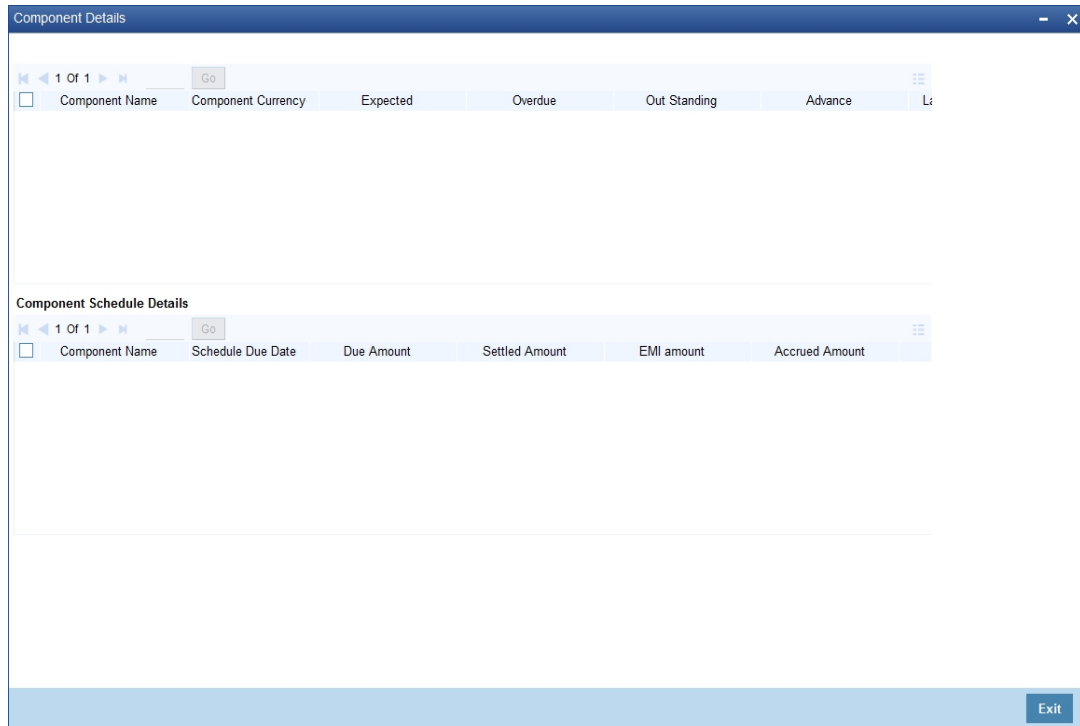 Component Details
1 Of 1 Go
Component Name Component Currency Expected Overdue Out Standing Advance
Component Schedule Details
1 Of 1 Go
Component Name Schedule Due Date Due Amount Settled Amount EMI amount Accrued Amount
Exit